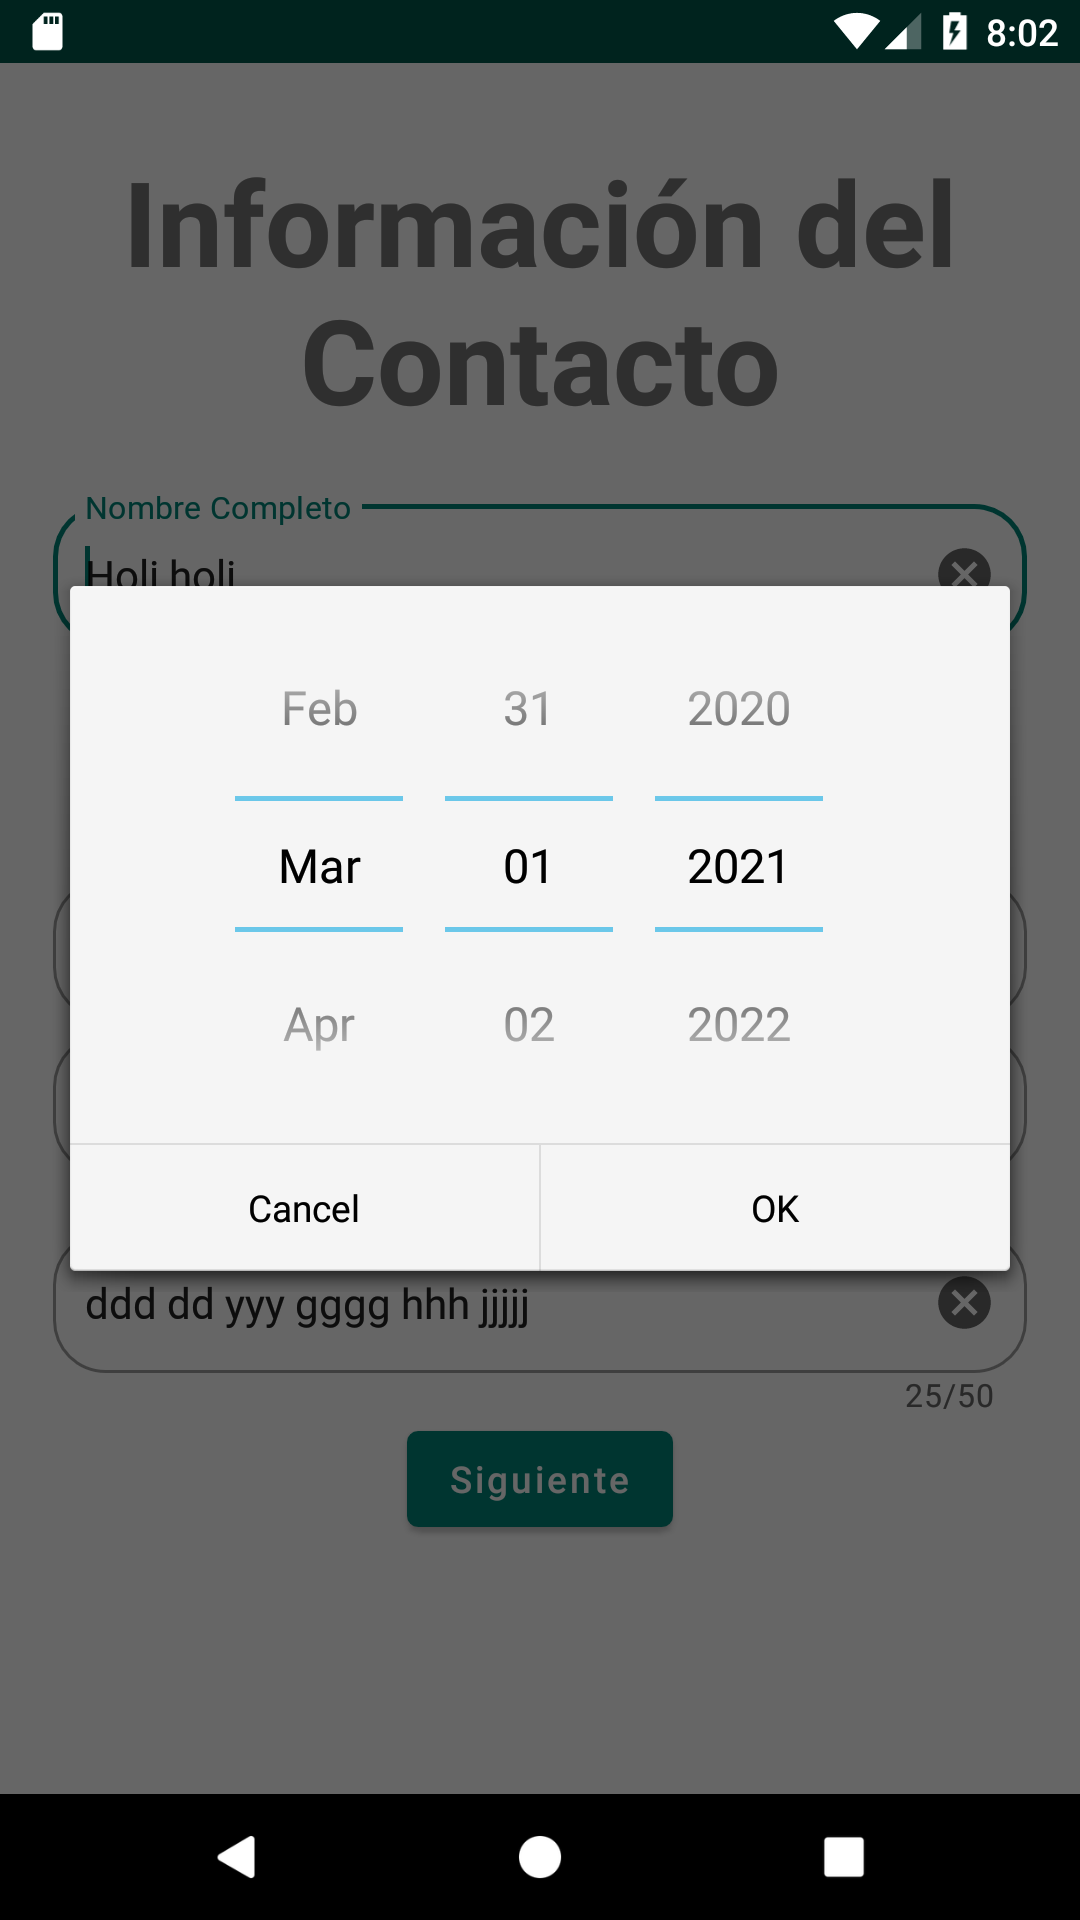 8:02
Información del
Contacto
Nombre Completo
Holi holi
Feb 31 2020
Mar 01 2021
Apr 02 2022
Cancel OK
ddd dd yyy gggg hhh jjjjj
25/50
Siguiente